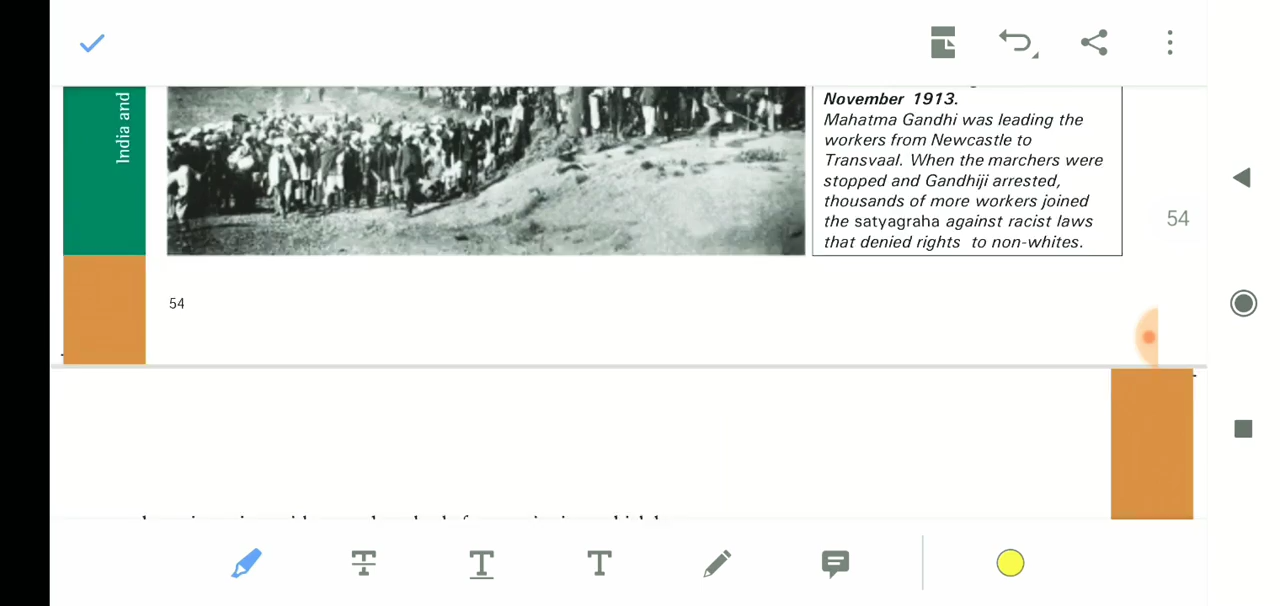 India and
November 1913.
Mahatma Gandhi was leading the
workers from Newcastle to
Transvaal. When the marchers were
stopped and Gandhiji arrested,
thousands of more workers joined
the satyagraha against racist laws
that denied rights to non-whites.
54
54